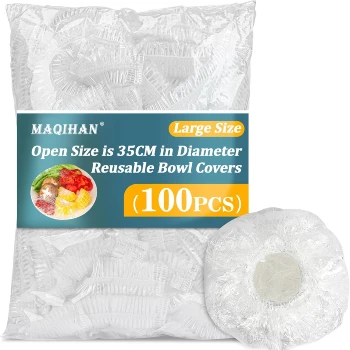 MAQIHAN®
Large Size
Open Size is 35CM in Diameter
Reusable Bowl Covers
(100PCS)